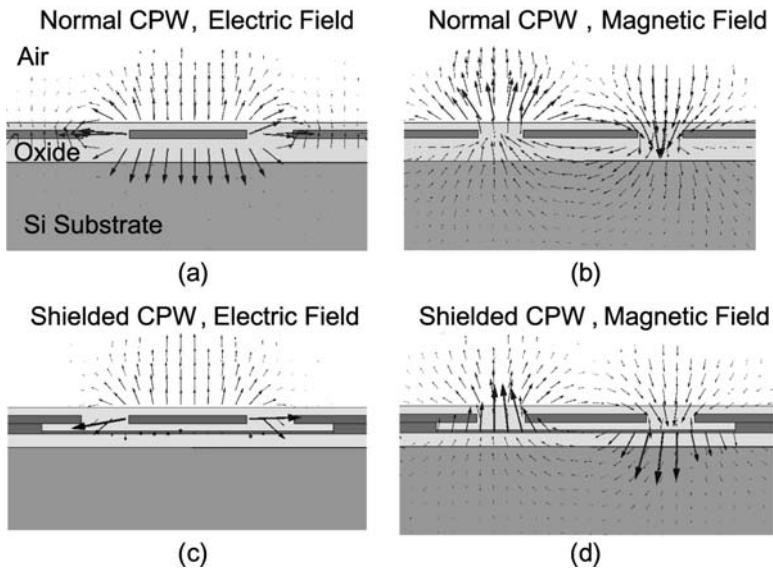 Normal CPW, Electric Field
Normal CPW , Magnetic Field
Air
Oxide
Si Substrate
(a)
(b)
Shielded CPW , Electric Field
Shielded CPW , Magnetic Field
(c)
(d)